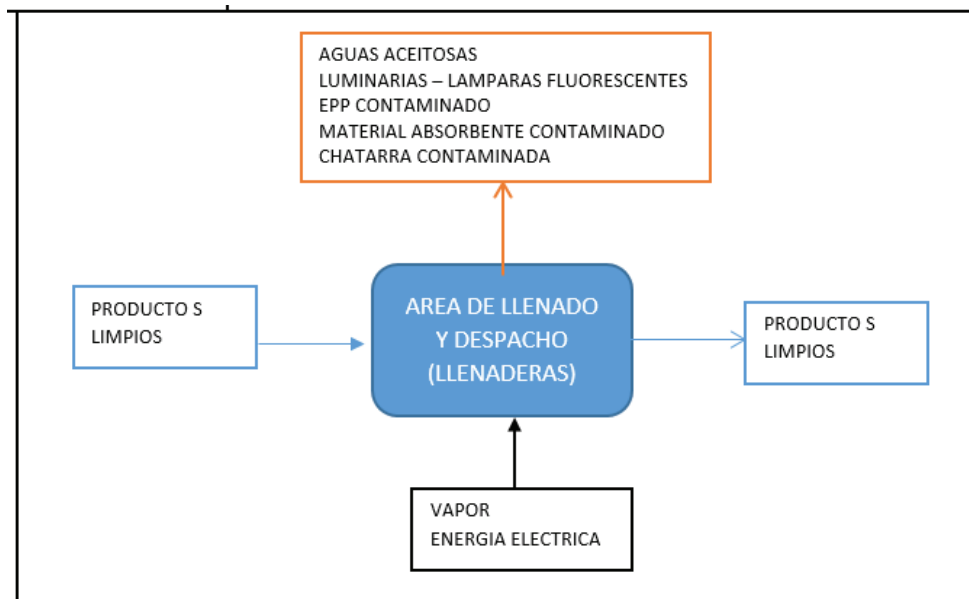 AGUAS ACEITOSAS
LUMINARIAS – LAMPARAS FLUORESCENTES
EPP CONTAMINADO
MATERIAL ABSORBENTE CONTAMINADO
CHATARRA CONTAMINADA
PRODUCTO S
LIMPIOS
AREA DE LLENADO
Y DESPACHO
(LLENADERAS)
PRODUCTO S
LIMPIOS
VAPOR
ENERGIA ELECTRICA